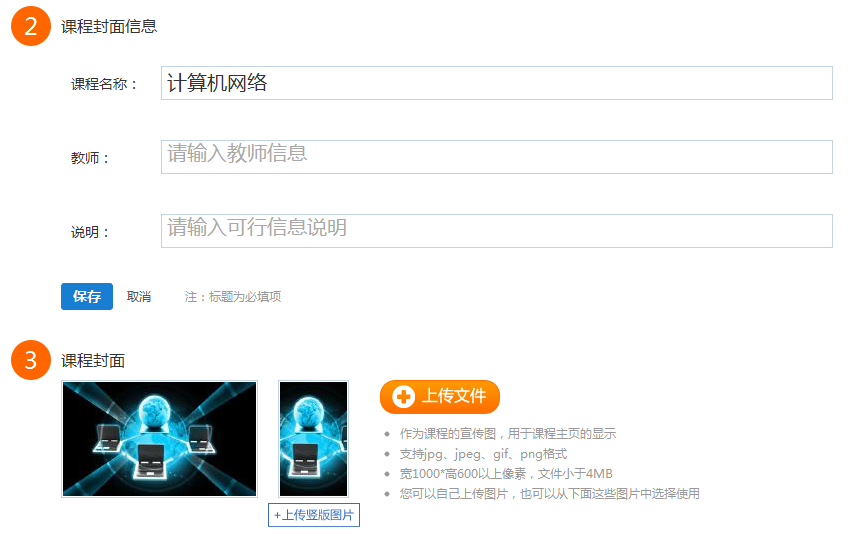 2 课程封面信息
课程名称： 计算机网络
教师： 请输入教师信息
说明： 请输入可行信息说明
保存 取消 注：标题为必填项
3 课程封面
上传文件
作为课程的宣传图，用于课程主页的显示
支持jpg、jpeg、gif、png格式
宽1000*高600以上像素，文件小于4MB
您可以自己上传图片，也可以从下面这些图片中选择使用
+上传竖版图片